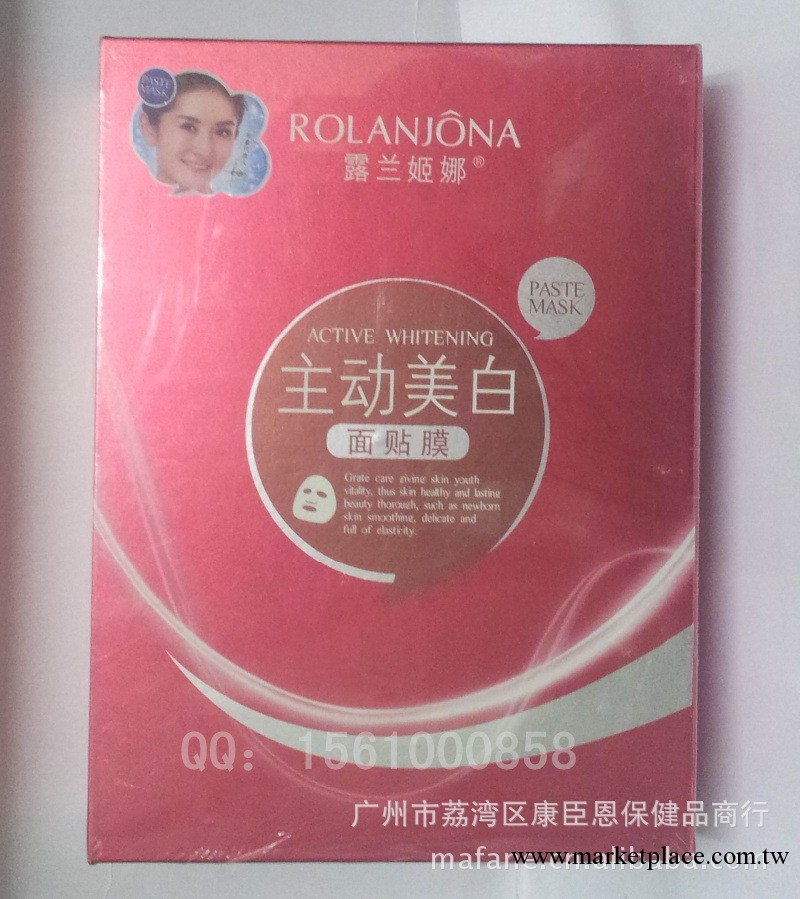 PASTE
MASK
ROLANJÔNA
露兰姬娜®
PASTE
MASK
ACTIVE WHITENING
主动美白
面贴膜
Grate care giving skin youth
vitality, thus skin healthy and lasting
beauty thorough, such as newborn
skin smoothing, delicate and
full of elasticity.
QQ: 1561000858
广州市荔湾区康臣恩保健品商行
www.marketplace.com.tw